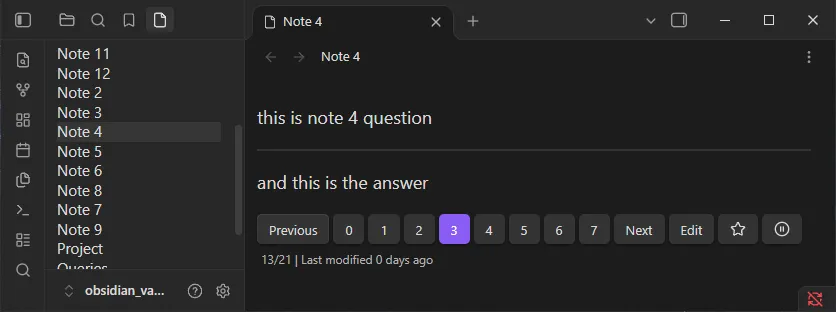 Note 4
Note 4
Note 11
Note 12
Note 2
Note 3
Note 4
Note 5
Note 6
Note 8
Note 7
Note 9
Project
Queries
obsidian_va...
this is note 4 question
and this is the answer
Previous 0 1 2 3 4 5 6 7 Next Edit
13/21 | Last modified 0 days ago